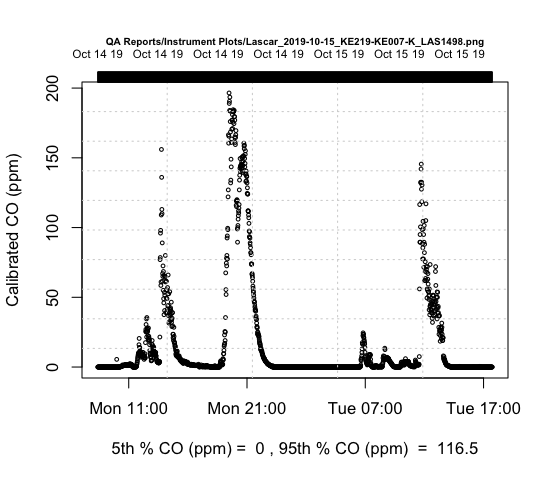 QA Reports/Instrument Plots/Lascar_2019-10-15_KE219-KE007-K_LAS1498.png
Oct 14 19 Oct 14 19 Oct 14 19 Oct 14 19 Oct 15 19 Oct 15 19 Oct 15 19
200
150
100
50
0
Calibrated CO (ppm)
Mon 11:00 Mon 21:00 Tue 07:00 Tue 17:00
5th % CO (ppm) = 0 , 95th % CO (ppm) = 116.5